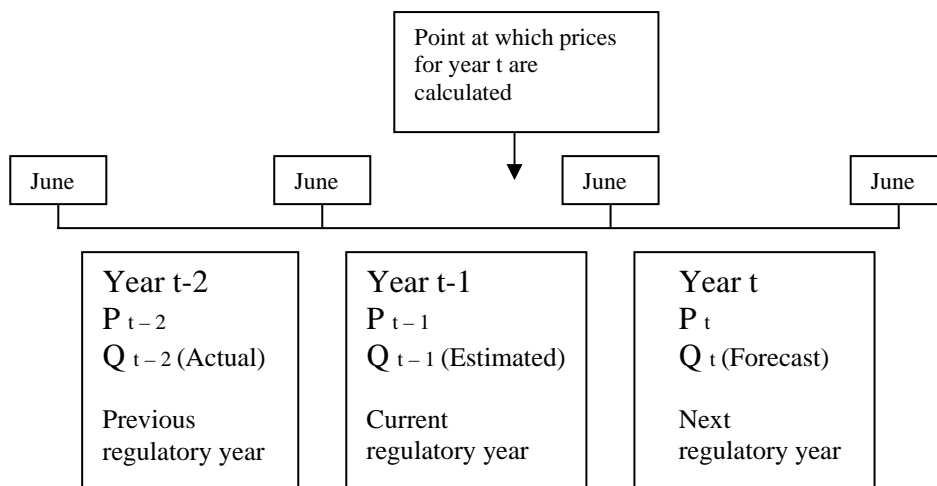 Point at which prices
for year t are
calculated
June
June
June
June
Year t-2
P t – 2
Q t – 2 (Actual)
Previous
regulatory year
Year t-1
P t – 1
Q t – 1 (Estimated)
Current
regulatory year
Year t
P t
Q t (Forecast)
Next
regulatory year